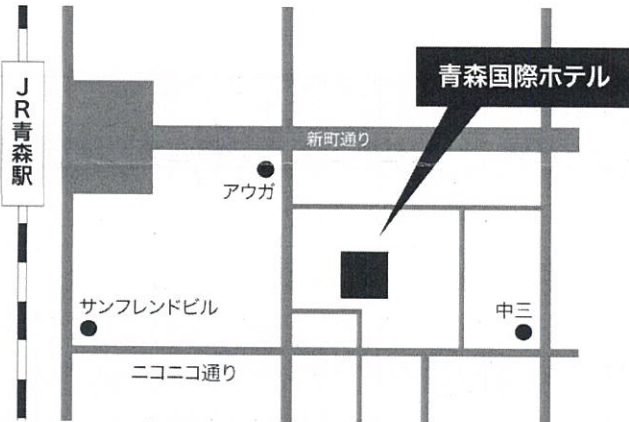 青森国際ホテル
JR青森駅
新町通り
アウガ
サンフレンドビル
中三
ニコニコ通り